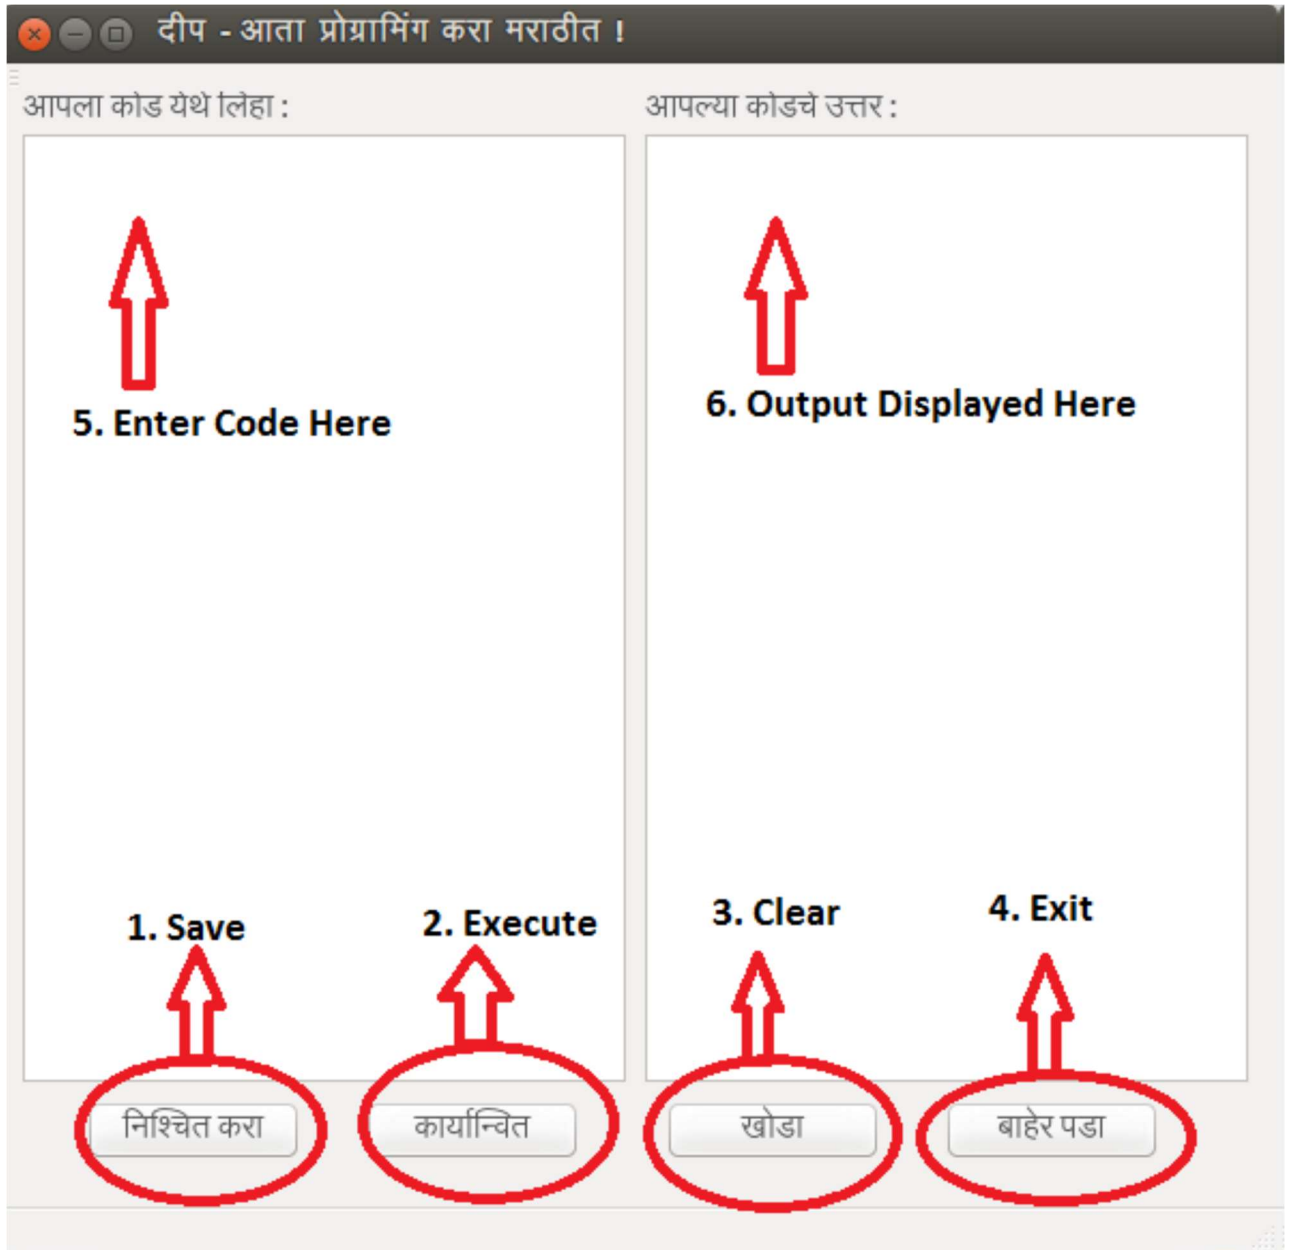 दीप - आता प्रोग्रामिंग करा मराठीत !
आपला कोड येथे लिहा :
आपल्या कोडचे उत्तर :
5. Enter Code Here
6. Output Displayed Here
1. Save
2. Execute
3. Clear
4. Exit
निश्चित करा
कार्यान्वित
खोडा
बाहेर पडा